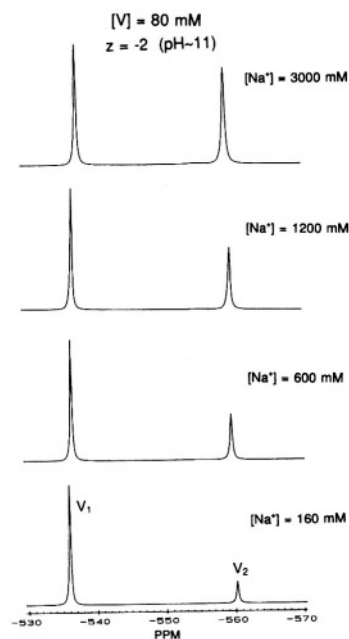 [V] = 80 mM
z = -2 (pH~11)
[Na⁺] = 3000 mM
[Na⁺] = 1200 mM
[Na⁺] = 600 mM
[Na⁺] = 160 mM
V₁
V₂
-530 -540 -550 -560 -570
PPM